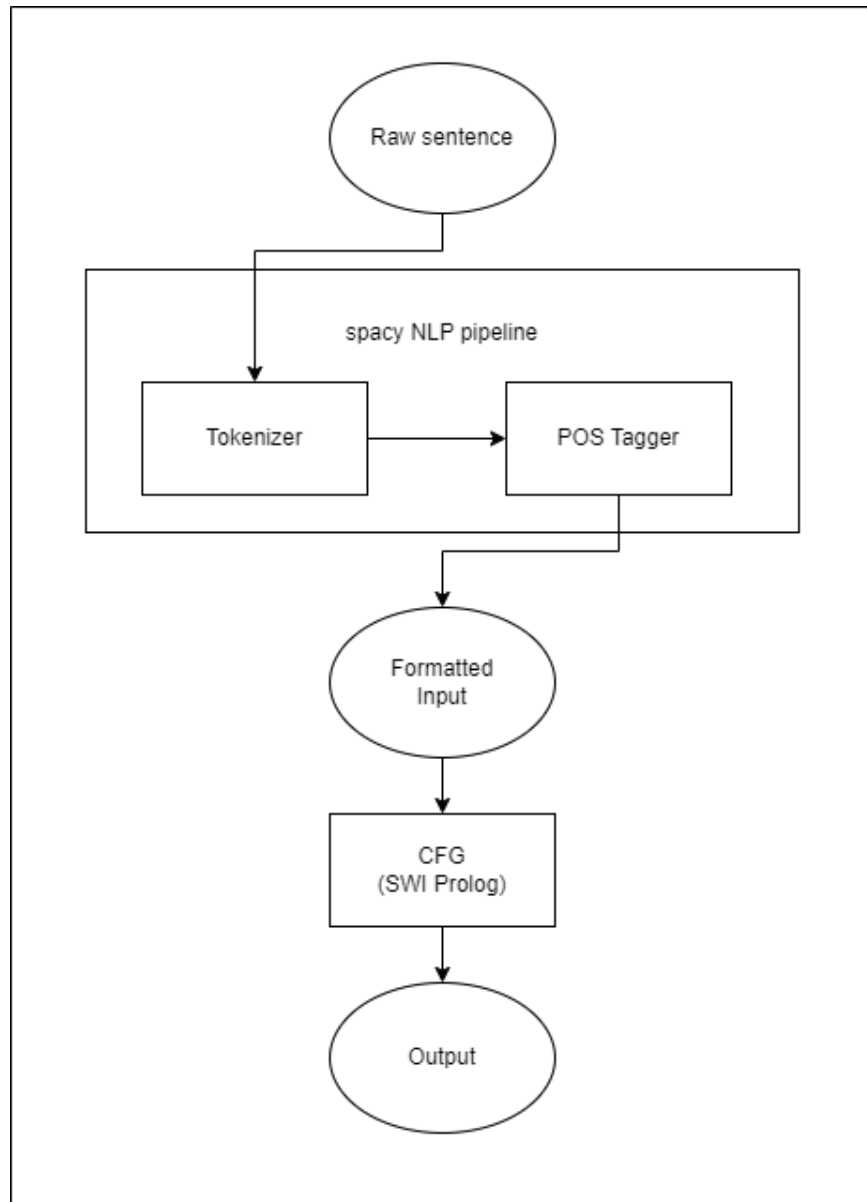 Raw sentence
spacy NLP pipeline
Tokenizer
POS Tagger
Formatted
Input
CFG
(SWI Prolog)
Output